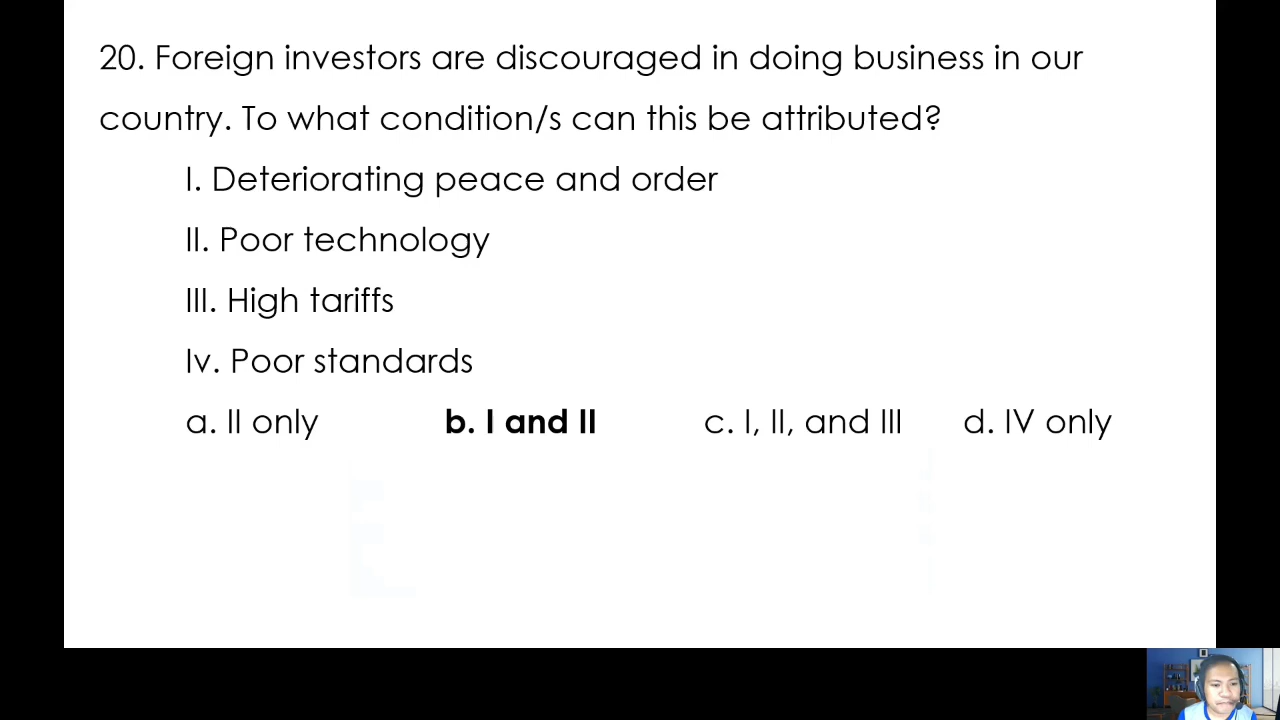 20. Foreign investors are discouraged in doing business in our
country. To what condition/s can this be attributed?
I. Deteriorating peace and order
II. Poor technology
III. High tariffs
Iv. Poor standards
a. II only b. I and II c. I, II, and III d. IV only